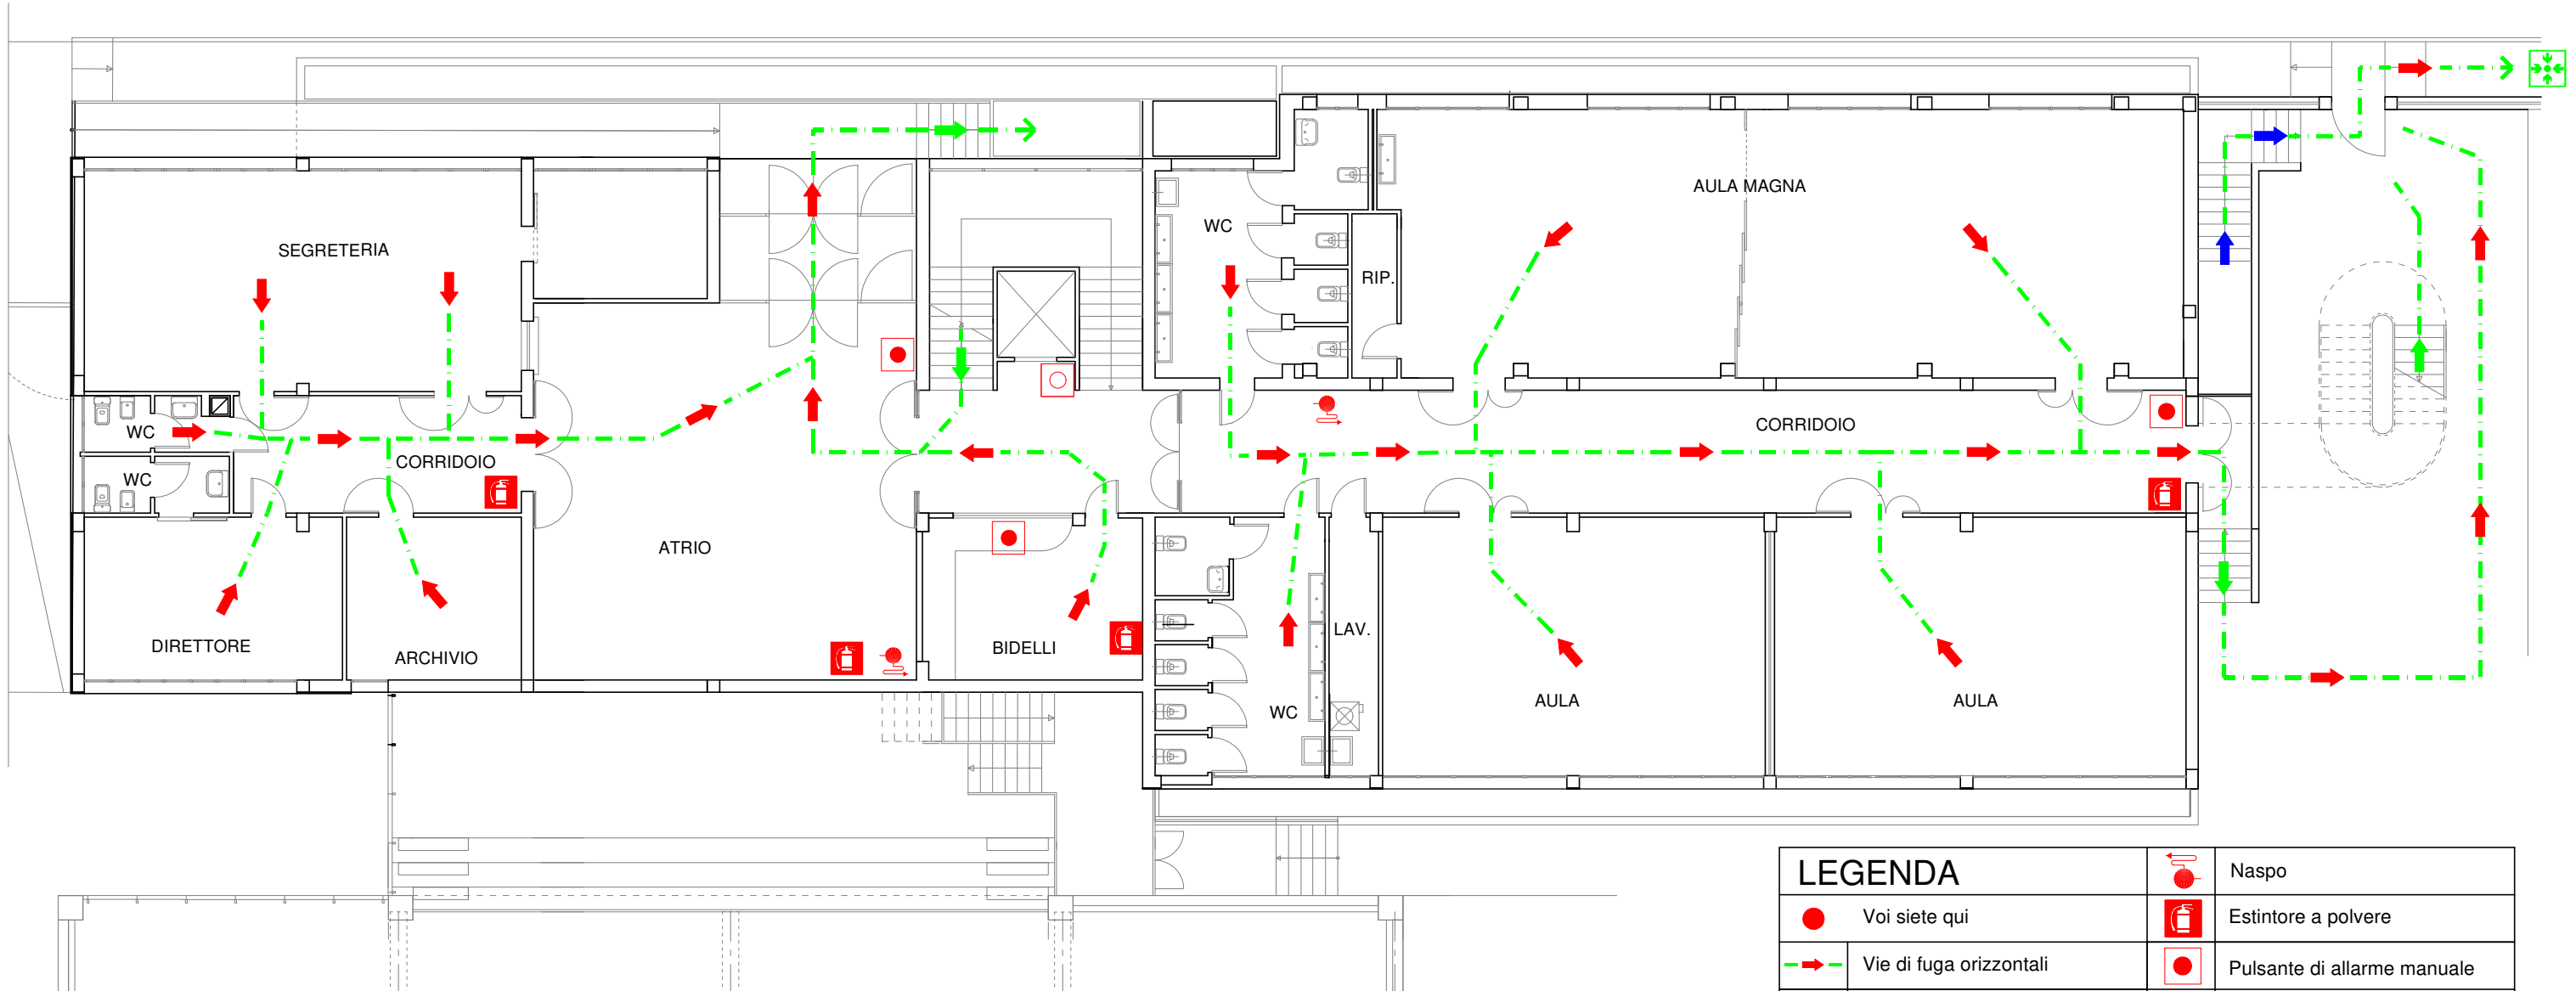 AULA MAGNA
WC
SEGRETERIA
RIP.
WC
CORRIDOIO
CORRIDOIO
WC
ATRIO
LAV.
DIRETTORE
ARCHIVIO
BIDELLI
WC
AULA
AULA
LEGENDA
Naspo
Voi siete qui
Estintore a polvere
Vie di fuga orizzontali
Pulsante di allarme manuale